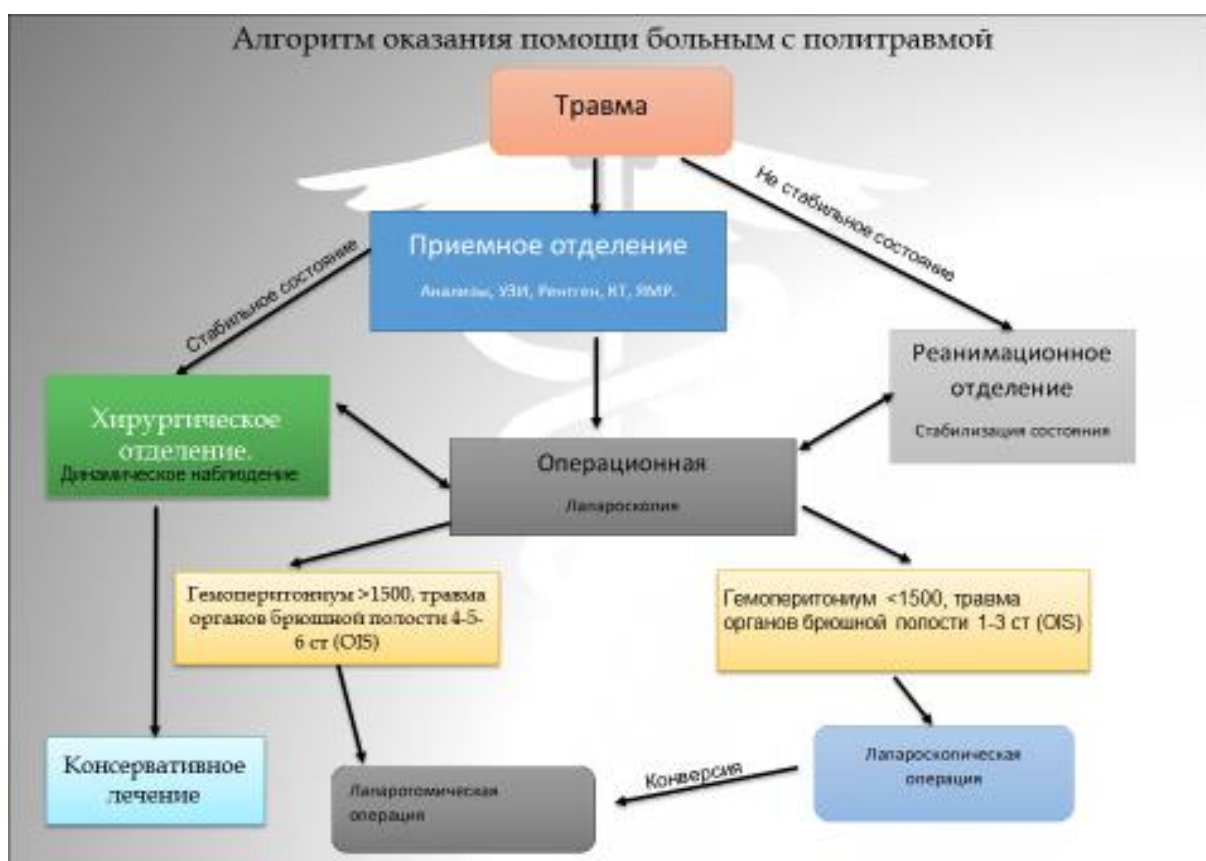 Алгоритм оказания помощи больным с политравмой
Травма
Не стабильное состояние
Приемное отделение
Анализы, УЗИ, Рентген, КТ, ЯМР.
Стабильное состояние
Реанимационное
отделение
Стабилизация состояния
Хирургическое
отделение.
Динамическое наблюдение
Операционная
Лапароскопия
Гемоперитониум >1500, травма
органов брюшной полости 4-5-
6 ст (OIS)
Гемоперитониум <1500, травма
органов брюшной полости 1-3 ст (OIS)
Консервативное
лечение
Лапаротомическая
операция
Конверсия
Лапароскопическая
операция